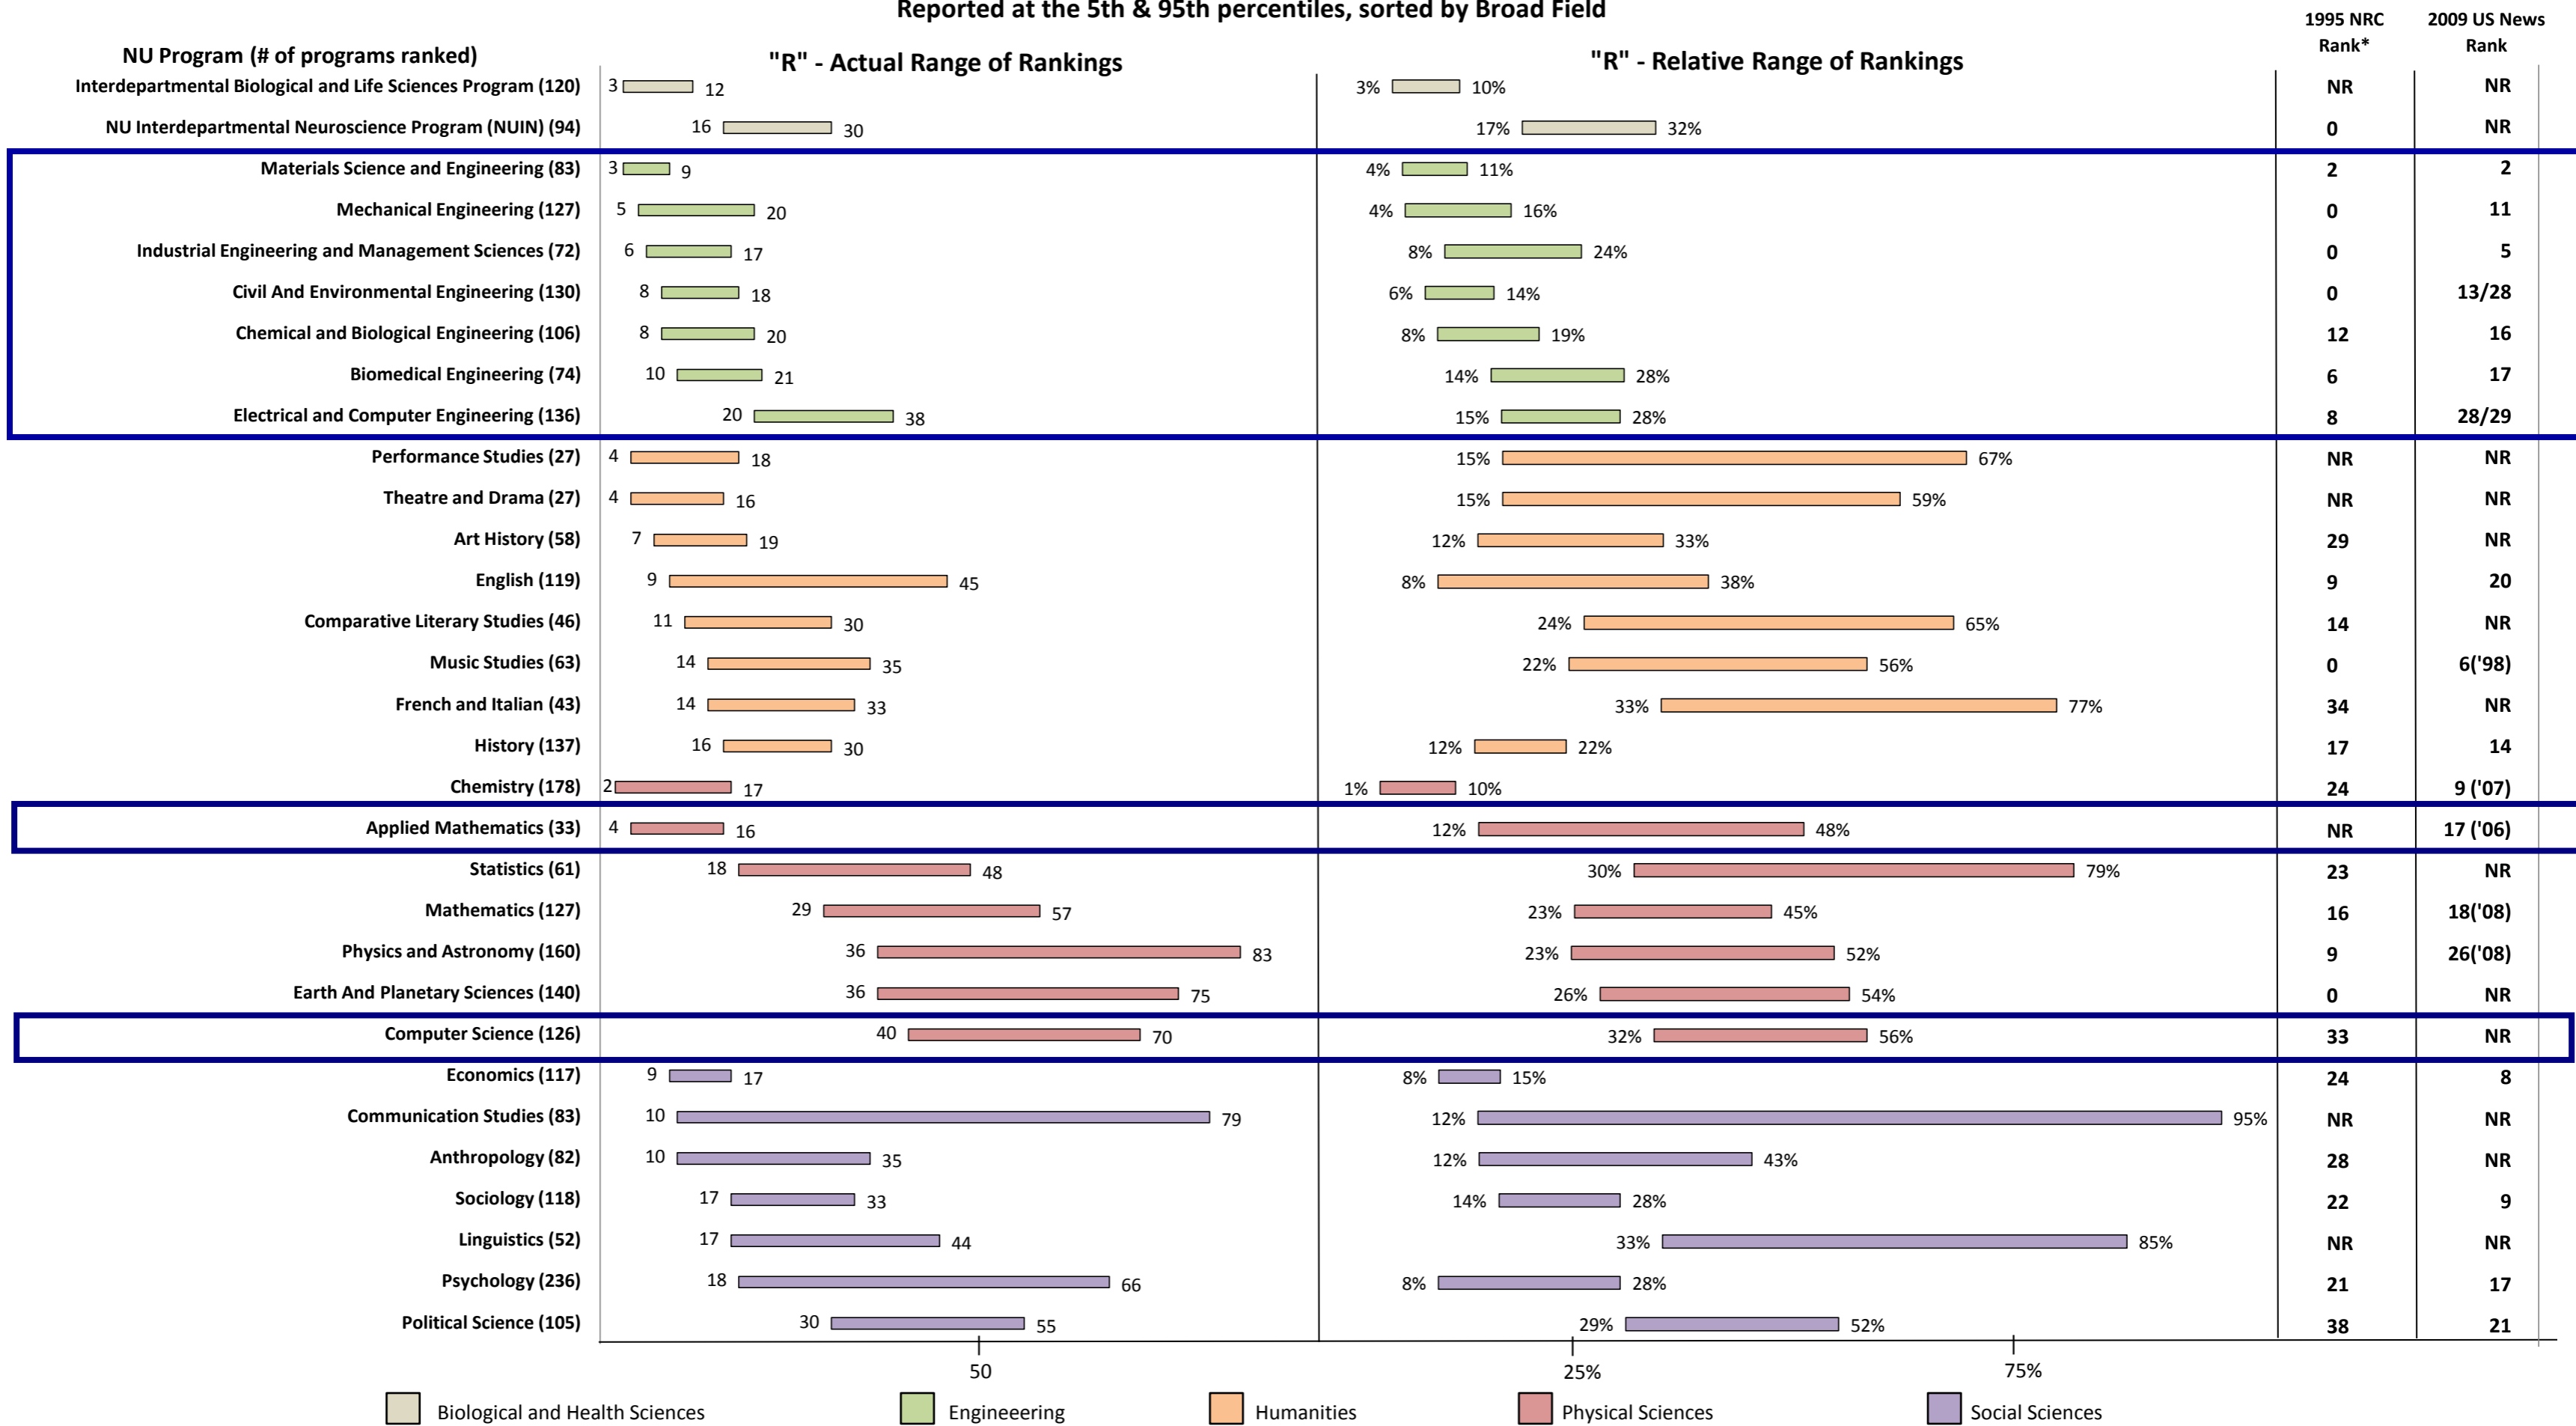 Reported at the 5th & 95th percentiles, sorted by Broad Field
1995 NRC Rank* 2009 US News Rank
NU Program (# of programs ranked) "R" - Actual Range of Rankings "R" - Relative Range of Rankings
Interdepartmental Biological and Life Sciences Program (120) 3 12 3% 10% NR NR
NU Interdepartmental Neuroscience Program (NUIN) (94) 16 30 17% 32% 0 NR
Materials Science and Engineering (83) 3 9 4% 11% 2 2
Mechanical Engineering (127) 5 20 4% 16% 0 11
Industrial Engineering and Management Sciences (72) 6 17 8% 24% 0 5
Civil And Environmental Engineering (130) 8 18 6% 14% 0 13/28
Chemical and Biological Engineering (106) 8 20 8% 19% 12 16
Biomedical Engineering (74) 10 21 14% 28% 6 17
Electrical and Computer Engineering (136) 20 38 15% 28% 8 28/29
Performance Studies (27) 4 18 15% 67% NR NR
Theatre and Drama (27) 4 16 15% 59% NR NR
Art History (58) 7 19 12% 33% 29 NR
English (119) 9 45 8% 38% 9 20
Comparative Literary Studies (46) 11 30 24% 65% 14 NR
Music Studies (63) 14 35 22% 56% 0 6('98)
French and Italian (43) 14 33 33% 77% 34 NR
History (137) 16 30 12% 22% 17 14
Chemistry (178) 2 17 1% 10% 24 9 ('07)
Applied Mathematics (33) 4 16 12% 48% NR 17 ('06)
Statistics (61) 18 48 30% 79% 23 NR
Mathematics (127) 29 57 23% 45% 16 18('08)
Physics and Astronomy (160) 36 83 23% 52% 9 26('08)
Earth And Planetary Sciences (140) 36 75 26% 54% 0 NR
Computer Science (126) 40 70 32% 56% 33 NR
Economics (117) 9 17 8% 15% 24 8
Communication Studies (83) 10 79 12% 95% NR NR
Anthropology (82) 10 35 12% 43% 28 NR
Sociology (118) 17 33 14% 28% 22 9
Linguistics (52) 17 44 33% 85% NR NR
Psychology (236) 18 66 8% 28% 21 17
Political Science (105) 30 55 29% 52% 38 21
50 25% 75%
Biological and Health Sciences Engineeering Humanities Physical Sciences Social Sciences